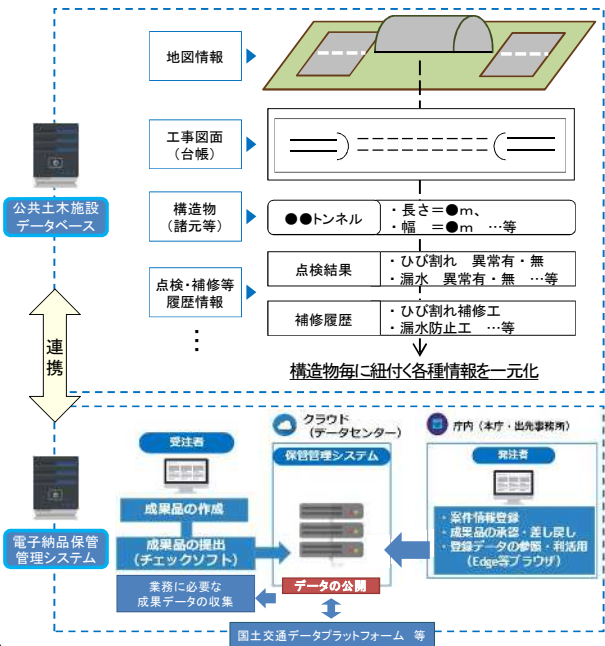 地図情報
工事図面
(台帳)
公共土木施設
データベース
構造物
(諸元等)
●●トンネル
・長さ＝●m、
・幅　＝●m　…等
点検・補修等
履歴情報
点検結果
・ひび割れ　異常有・無
・漏水　異常有・無　…等
補修履歴
・ひび割れ補修工
・漏水防止工　…等
⋮
構造物毎に紐付く各種情報を一元化
連携
電子納品保管
管理システム
受注者
成果品の作成
成果品の提出
(チェックソフト)
業務に必要な
成果データの収集
クラウド
(データセンター)
保管管理システム
データの公開
庁内（本庁・出先事務所）
発注者
・案件情報登録
・成果品の承認・差し戻し
・登録データの参照・利活用
(Edge等ブラウザ)
国土交通データプラットフォーム　等